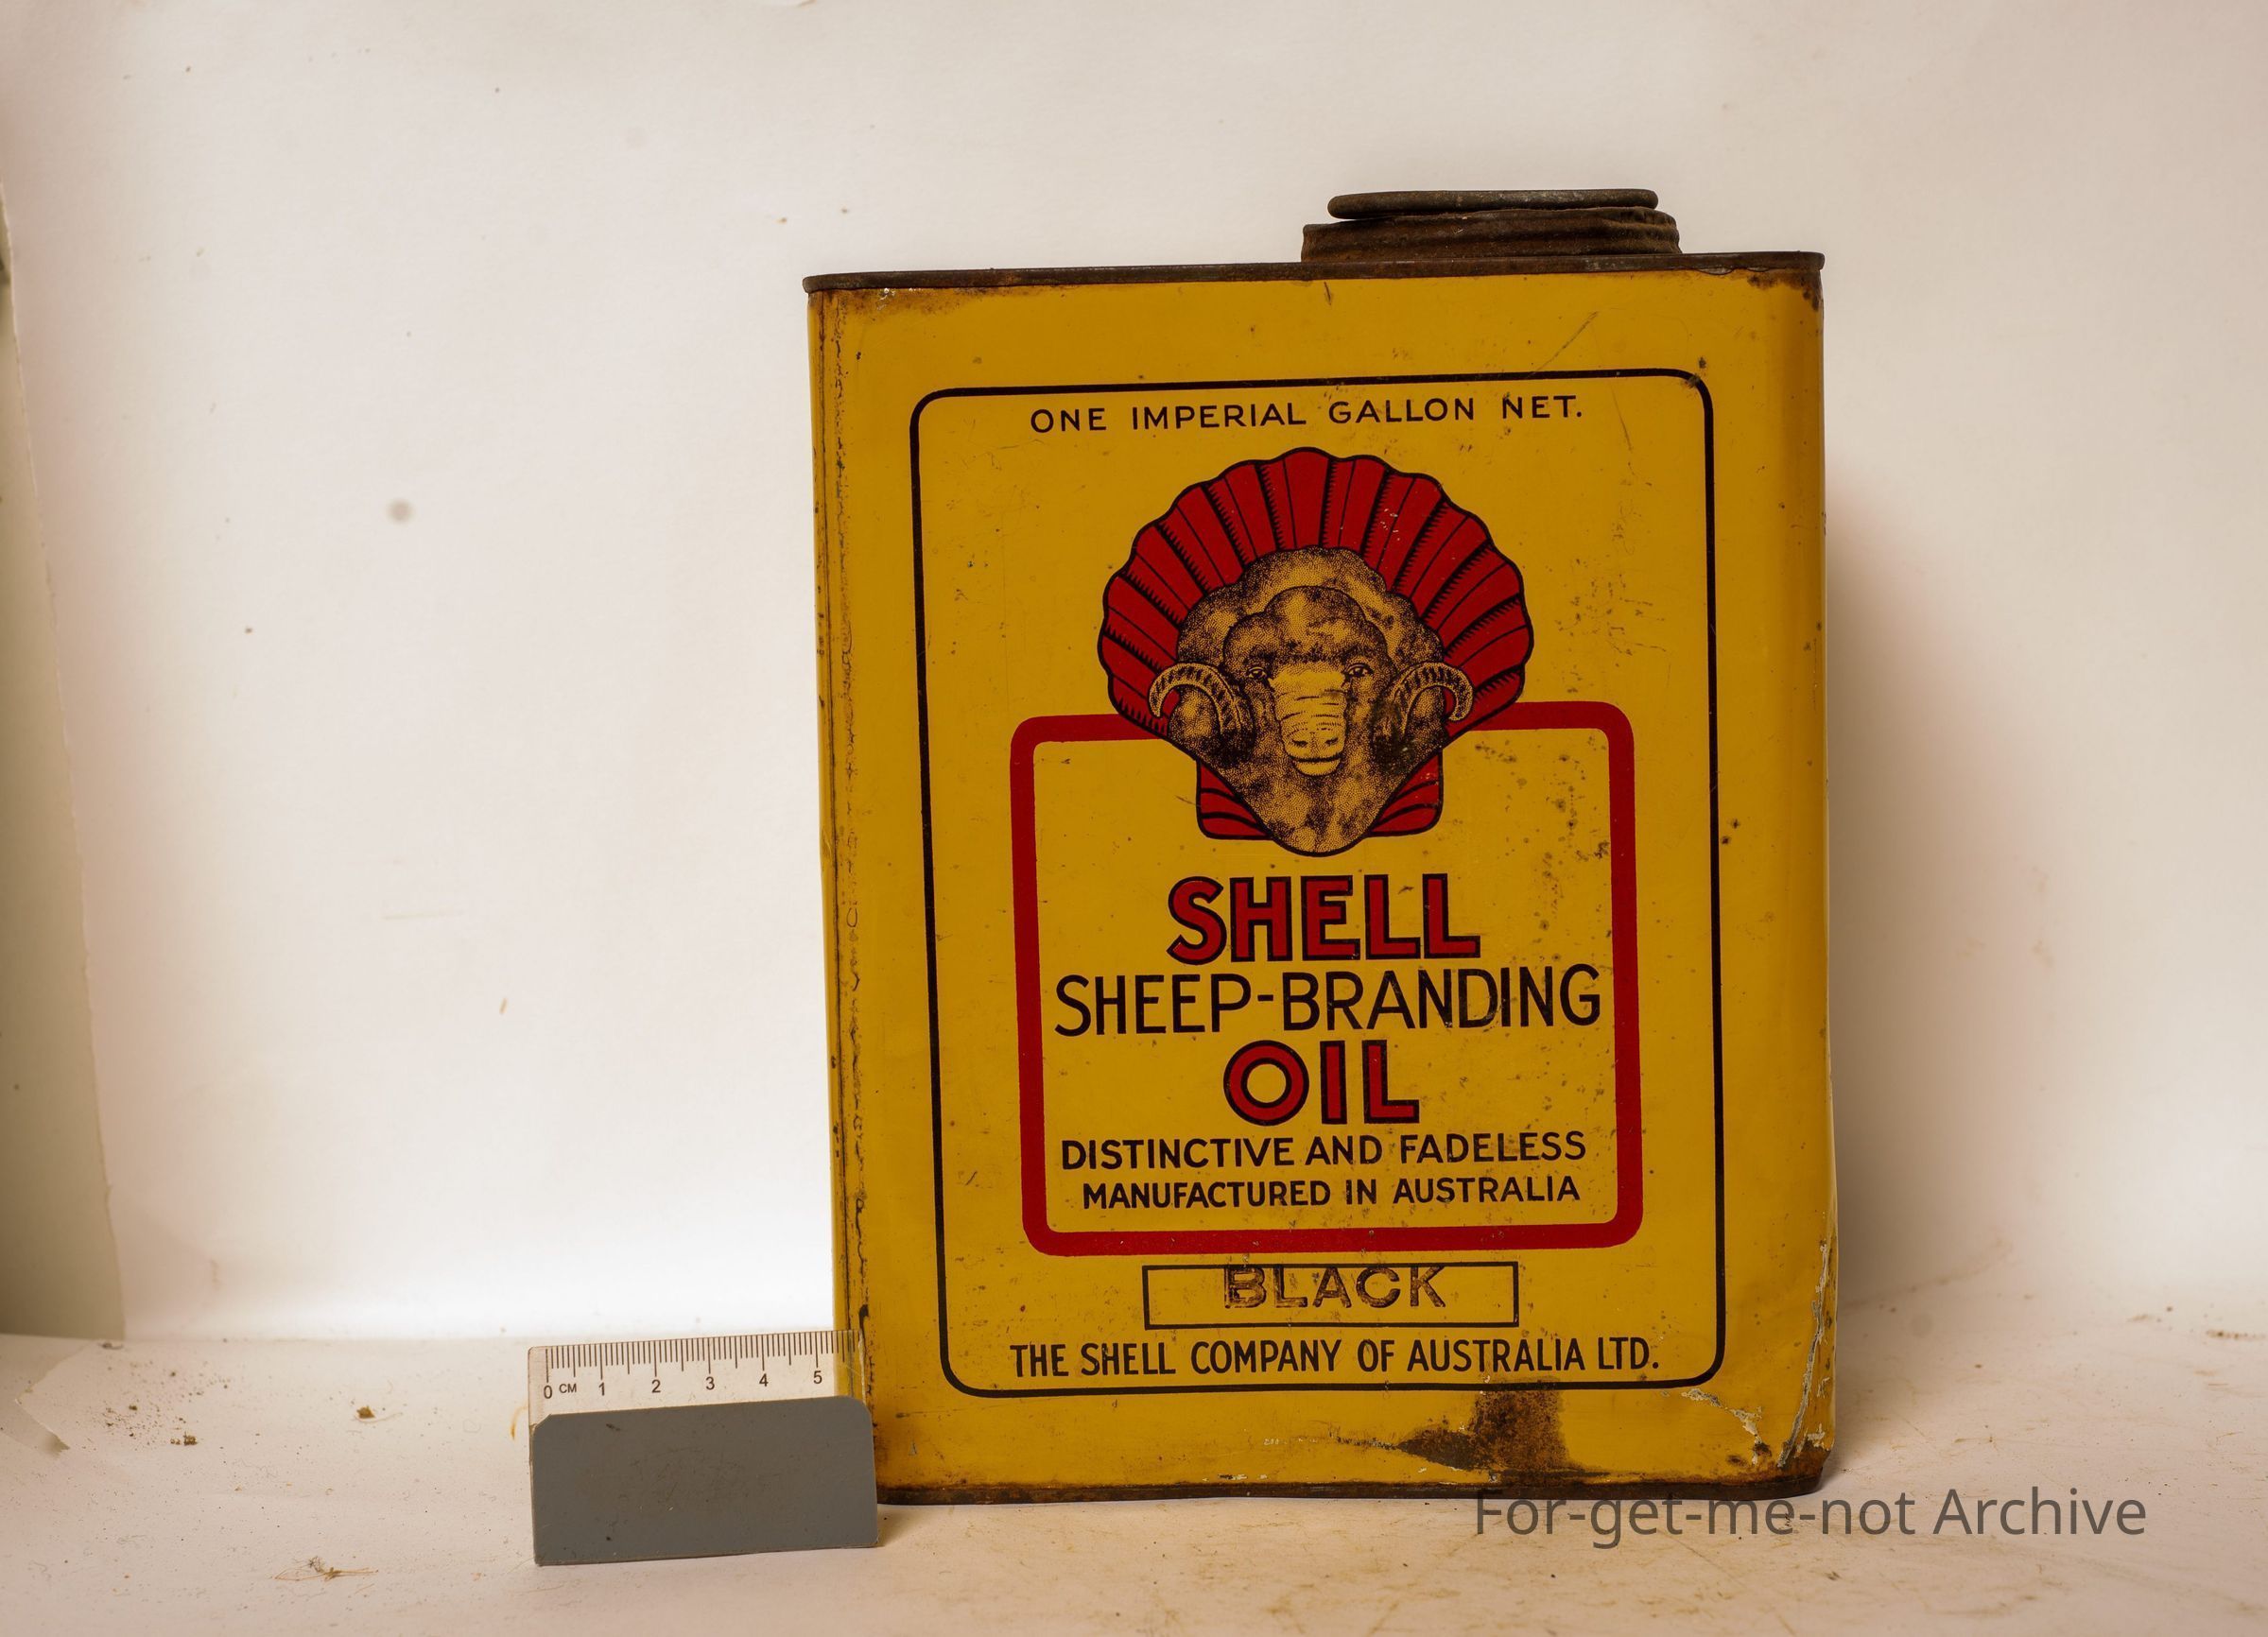 ONE IMPERIAL GALLON NET.
SHELL
SHEEP-BRANDING
OIL
DISTINCTIVE AND FADELESS
MANUFACTURED IN AUSTRALIA
BLACK
THE SHELL COMPANY OF AUSTRALIA LTD.
0 CM 1 2 3 4 5
For-get-me-not Archive